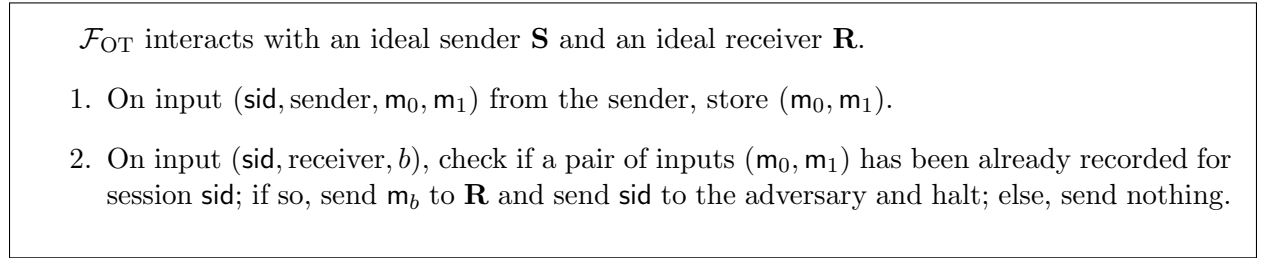 𝓕_OT interacts with an ideal sender 𝐒 and an ideal receiver 𝐑.
1. On input (sid, sender, m₀, m₁) from the sender, store (m₀, m₁).
2. On input (sid, receiver, b), check if a pair of inputs (m₀, m₁) has been already recorded for
session sid; if so, send m_b to 𝐑 and send sid to the adversary and halt; else, send nothing.